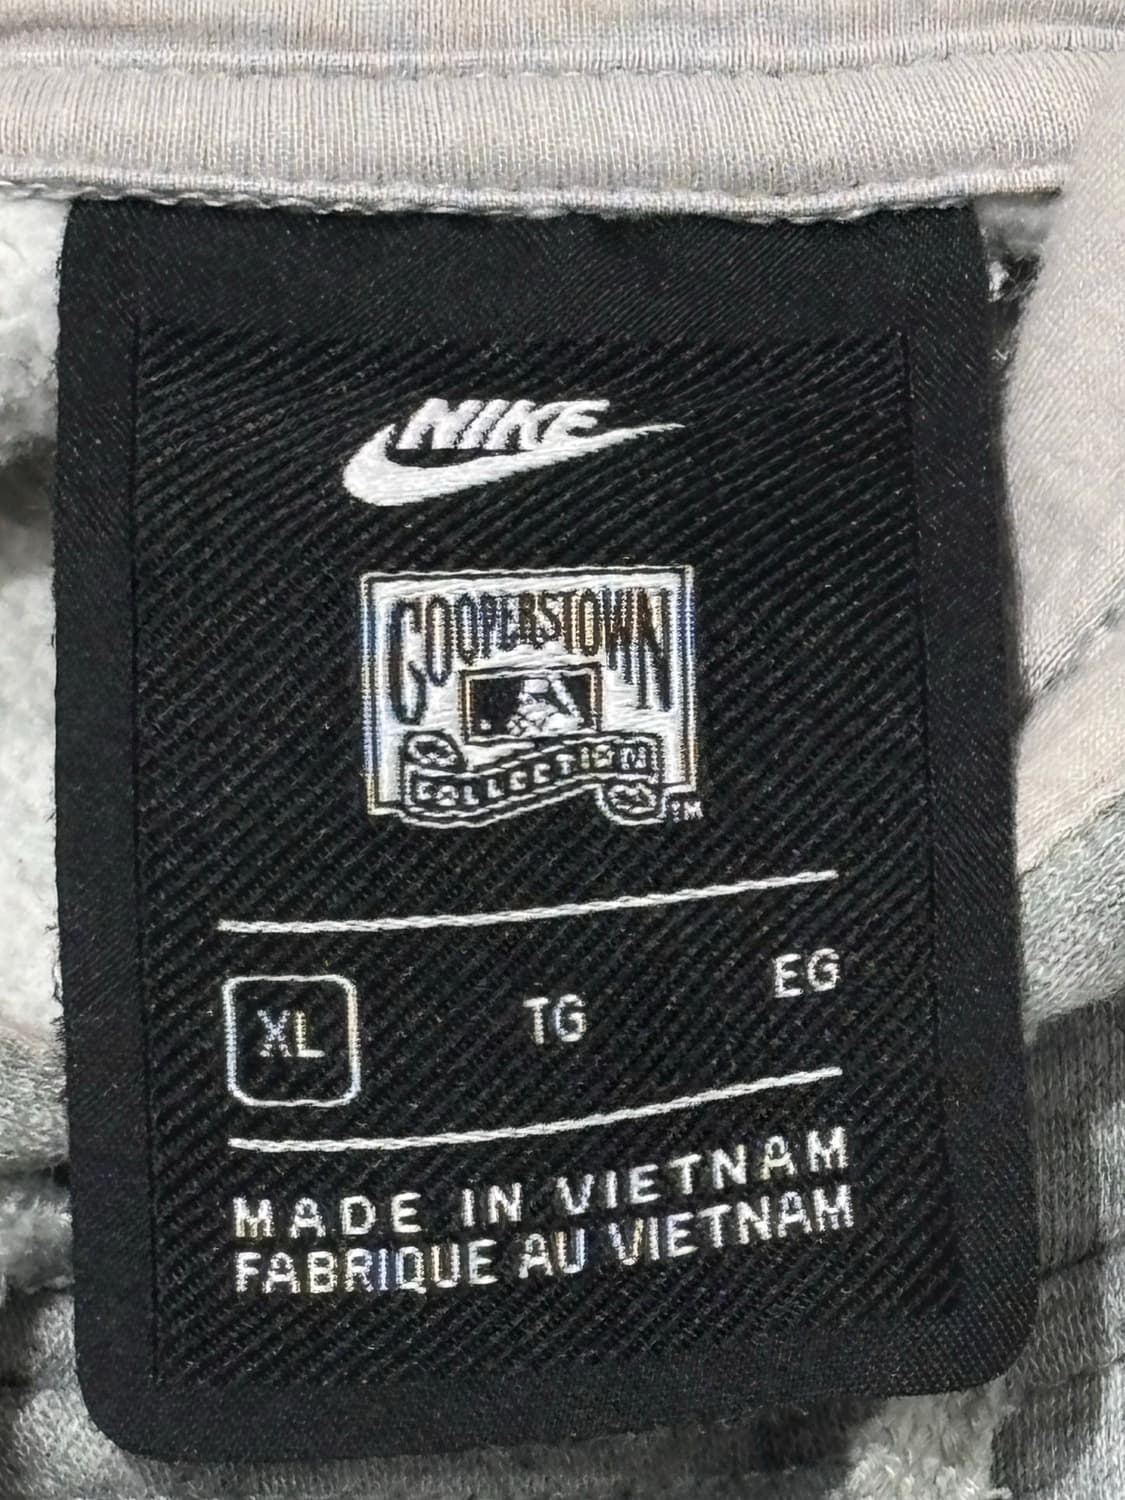 NIKE
COOPERSTOWN
COLLECTION
TM
XL TG EG
MADE IN VIETNAM
FABRIQUE AU VIETNAM